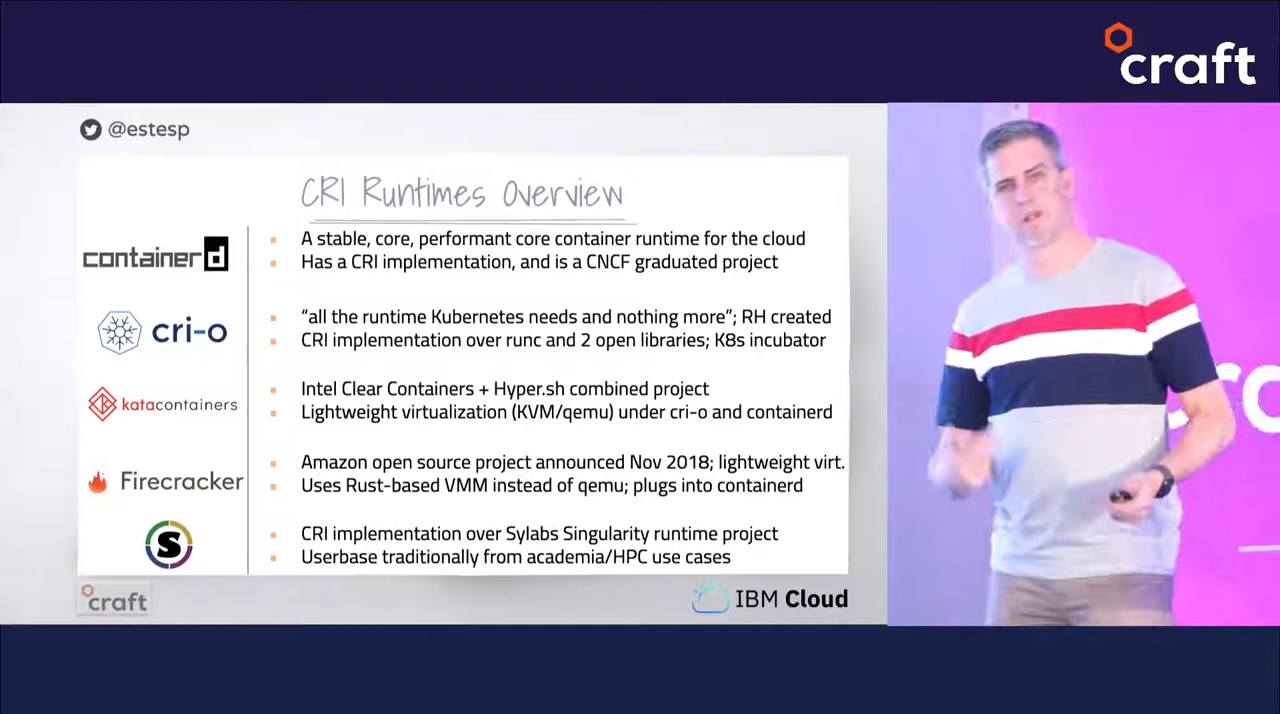 craft
@estesp
CRI Runtimes Overview
containerd
A stable, core, performant core container runtime for the cloud
Has a CRI implementation, and is a CNCF graduated project
cri-o
“all the runtime Kubernetes needs and nothing more”; RH created
CRI implementation over runc and 2 open libraries; K8s incubator
katacontainers
Intel Clear Containers + Hyper.sh combined project
Lightweight virtualization (KVM/qemu) under cri-o and containerd
Firecracker
Amazon open source project announced Nov 2018; lightweight virt.
Uses Rust-based VMM instead of qemu; plugs into containerd
S
CRI implementation over Sylabs Singularity runtime project
Userbase traditionally from academia/HPC use cases
craft
IBM Cloud